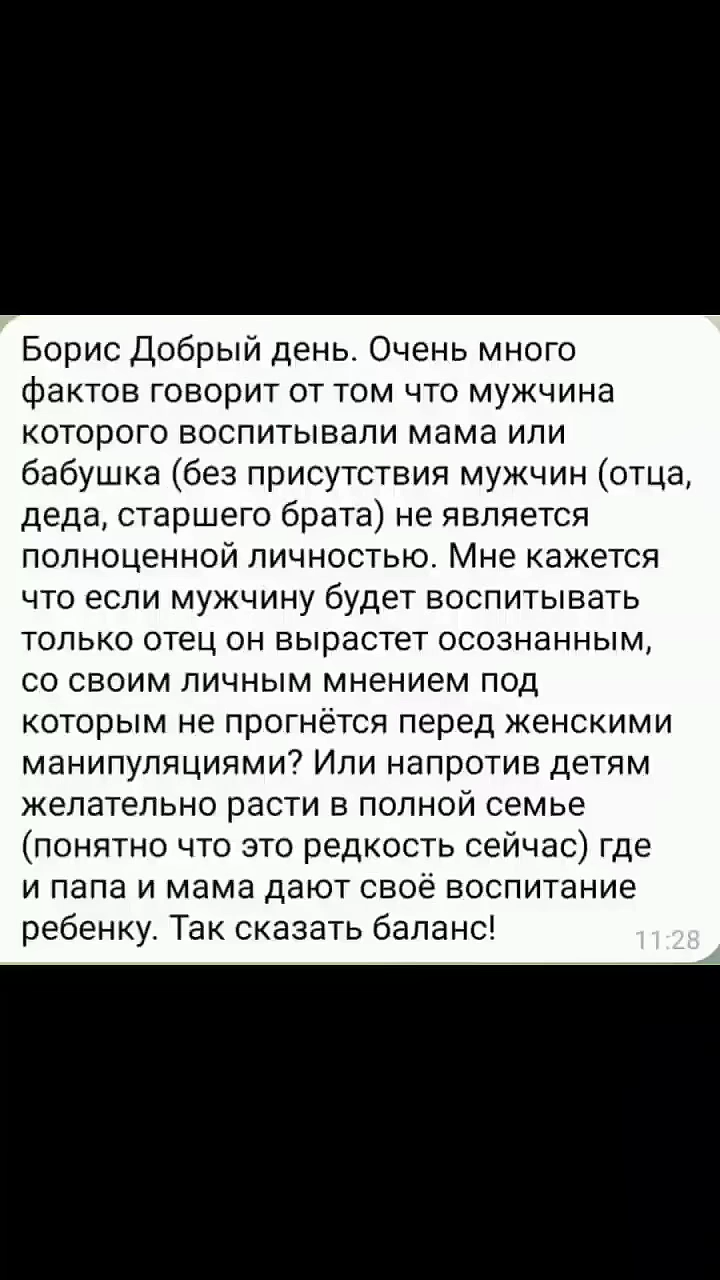 Борис Добрый день. Очень много
фактов говорит от том что мужчина
которого воспитывали мама или
бабушка (без присутствия мужчин (отца,
деда, старшего брата) не является
полноценной личностью. Мне кажется
что если мужчину будет воспитывать
только отец он вырастет осознанным,
со своим личным мнением под
которым не прогнётся перед женскими
манипуляциями? Или напротив детям
желательно расти в полной семье
(понятно что это редкость сейчас) где
и папа и мама дают своё воспитание
ребенку. Так сказать баланс!
11:28